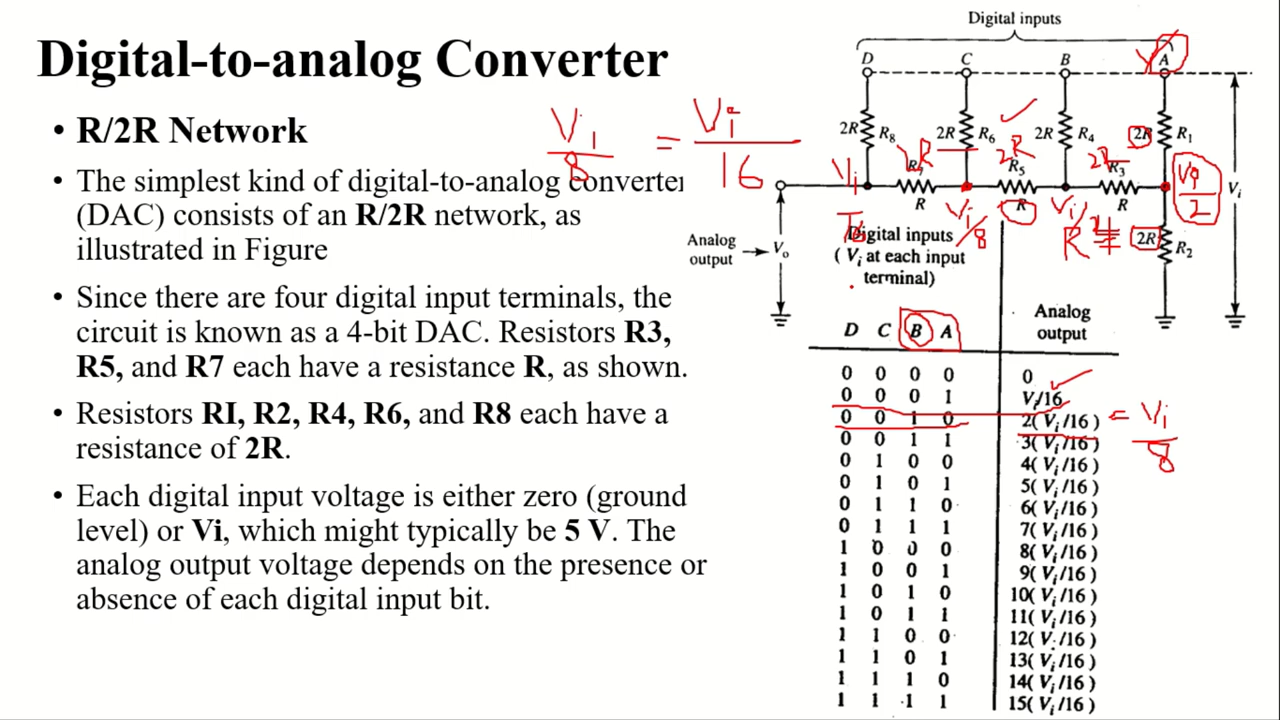 Digital-to-analog Converter
• R/2R Network
• The simplest kind of digital-to-analog converter
(DAC) consists of an R/2R network, as
illustrated in Figure
• Since there are four digital input terminals, the
circuit is known as a 4-bit DAC. Resistors R3,
R5, and R7 each have a resistance R, as shown.
• Resistors RI, R2, R4, R6, and R8 each have a
resistance of 2R.
• Each digital input voltage is either zero (ground
level) or Vi, which might typically be 5 V. The
analog output voltage depends on the presence or
absence of each digital input bit.
V1/8 = Vi/16
Digital inputs
D C B A
2R R8 2R R6 2R R4 2R R1
R 2R 2R
R5 R3
Vi
R R R
Vi/2
Vi
Vi/8
Vi/
R
2R R2
Analog
output
Vo
Digital inputs
(Vi at each input
terminal)
Analog
output
D C B A
0 0 0 0 0
0 0 0 1 Vi/16
0 0 1 0 2(Vi/16) = Vi/8
0 0 1 1 3(Vi/16)
0 1 0 0 4(Vi/16)
0 1 0 1 5(Vi/16)
0 1 1 0 6(Vi/16)
0 1 1 1 7(Vi/16)
1 0 0 0 8(Vi/16)
1 0 0 1 9(Vi/16)
1 0 1 0 10(Vi/16)
1 0 1 1 11(Vi/16)
1 1 0 0 12(Vi/16)
1 1 0 1 13(Vi/16)
1 1 1 0 14(Vi/16)
1 1 1 1 15(Vi/16)